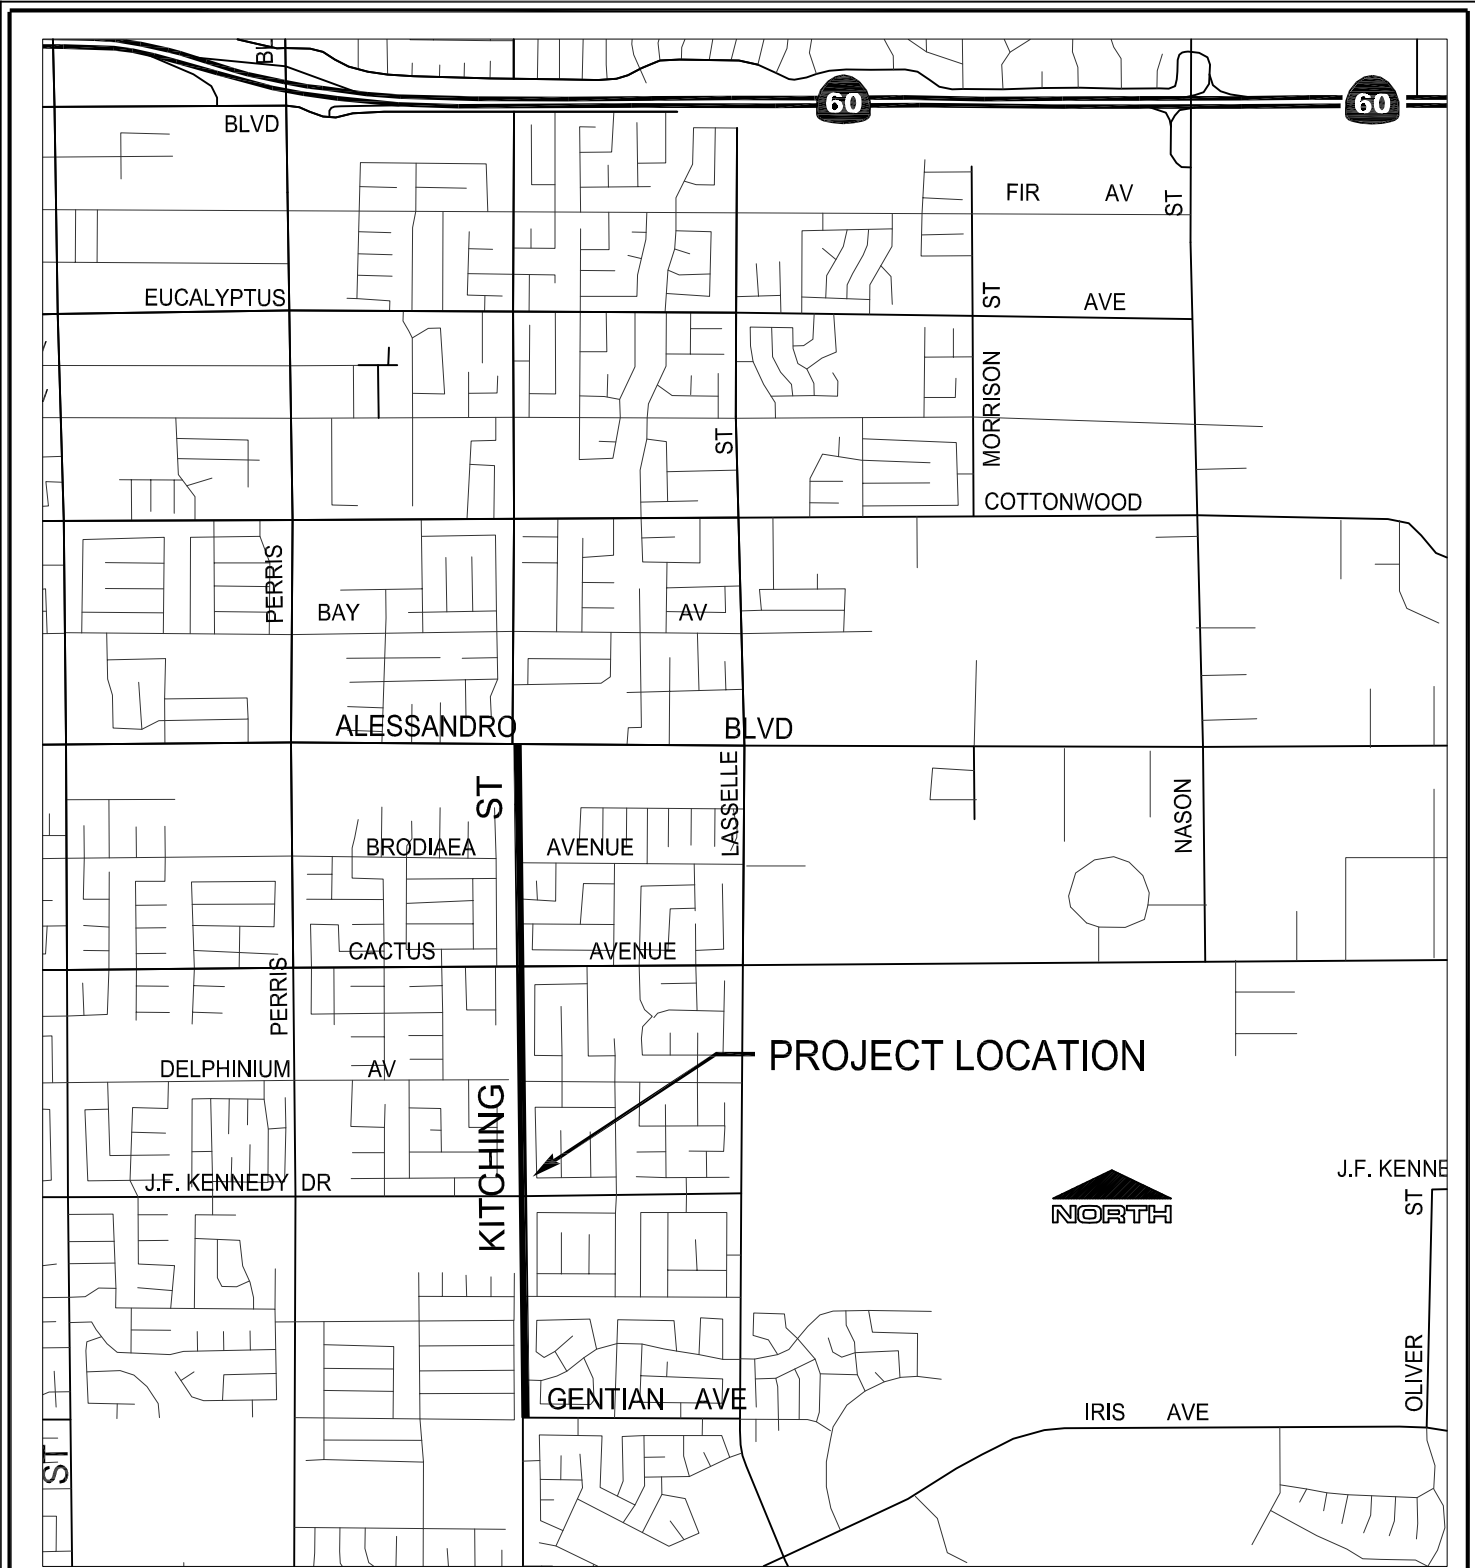 BL
60
60
BLVD
FIR AV
ST
EUCALYPTUS
ST
AVE
MORRISON
ST
COTTONWOOD
PERRIS
BAY
AV
ALESSANDRO
BLVD
ST
LASSELLE
NASON
BRODIAEA
AVENUE
CACTUS
AVENUE
PERRIS
PROJECT LOCATION
DELPHINIUM
AV
KITCHING
J.F. KENNEDY DR
J.F. KENNE
NORTH
ST
OLIVER
GENTIAN AVE
IRIS AVE
ST